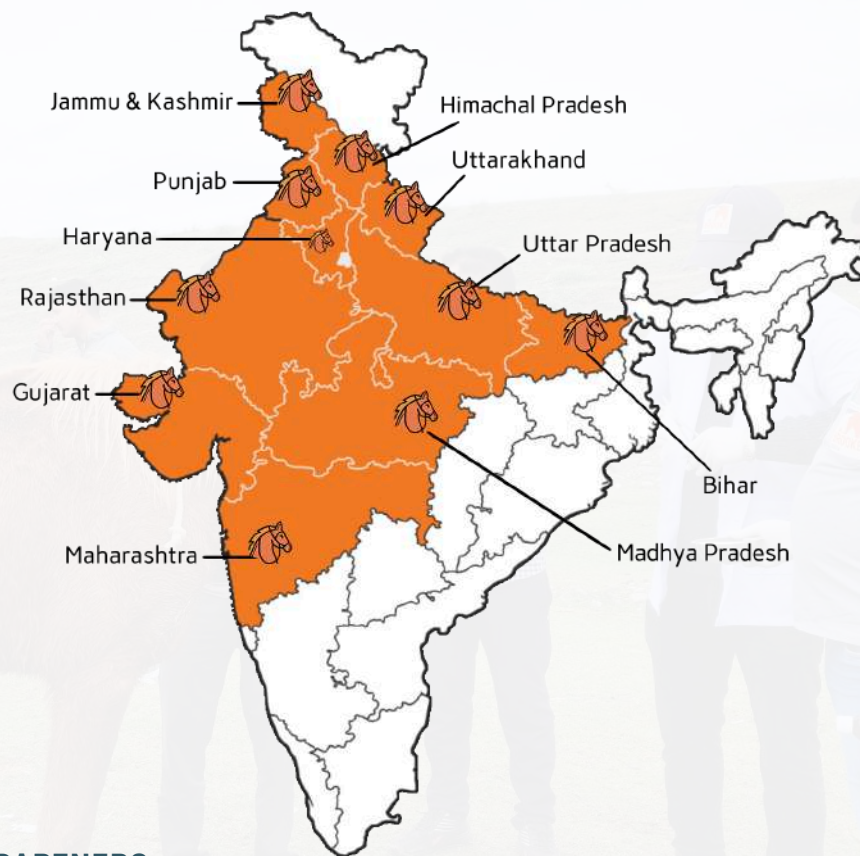 Jammu & Kashmir
Himachal Pradesh
Uttarakhand
Punjab
Haryana
Uttar Pradesh
Rajasthan
Gujarat
Bihar
Maharashtra
Madhya Pradesh